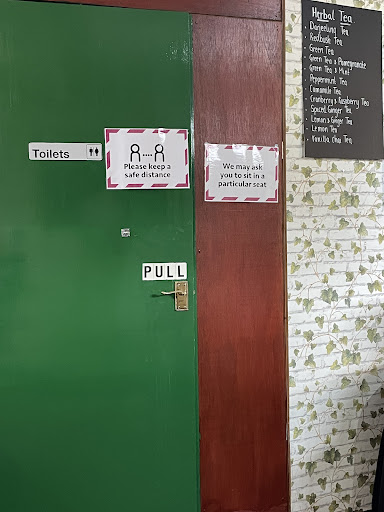 Toilets
Please keep a
safe distance
We may ask
you to sit in a
particular seat
PULL
Herbal Tea
• Darjeeling Tea
• Redbush Tea
• Green Tea
• Green Tea & Pomegranate
• Green Tea & Mint
• Peppermint Tea
• Camomile Tea
• Cranberry & Raspberry Tea
• Spiced Ginger Tea
• Lemon & Ginger Tea
• Lemon Tea
• Vanilla Chai Tea